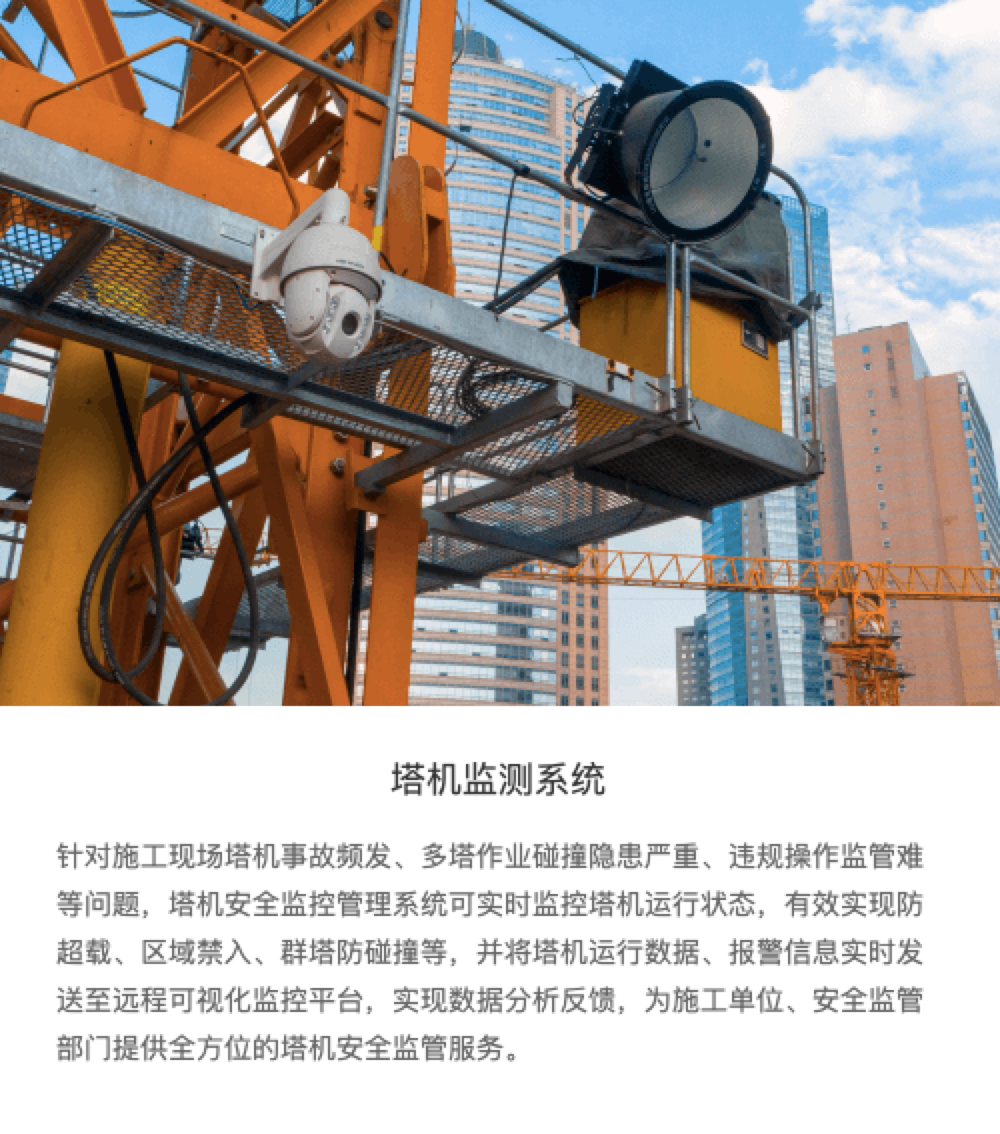 塔机监测系统
针对施工现场塔机事故频发、多塔作业碰撞隐患严重、违规操作监管难
等问题，塔机安全监控管理系统可实时监控塔机运行状态，有效实现防
超载、区域禁入、群塔防碰撞等，并将塔机运行数据、报警信息实时发
送至远程可视化监控平台，实现数据分析反馈，为施工单位、安全监管
部门提供全方位的塔机安全监管服务。